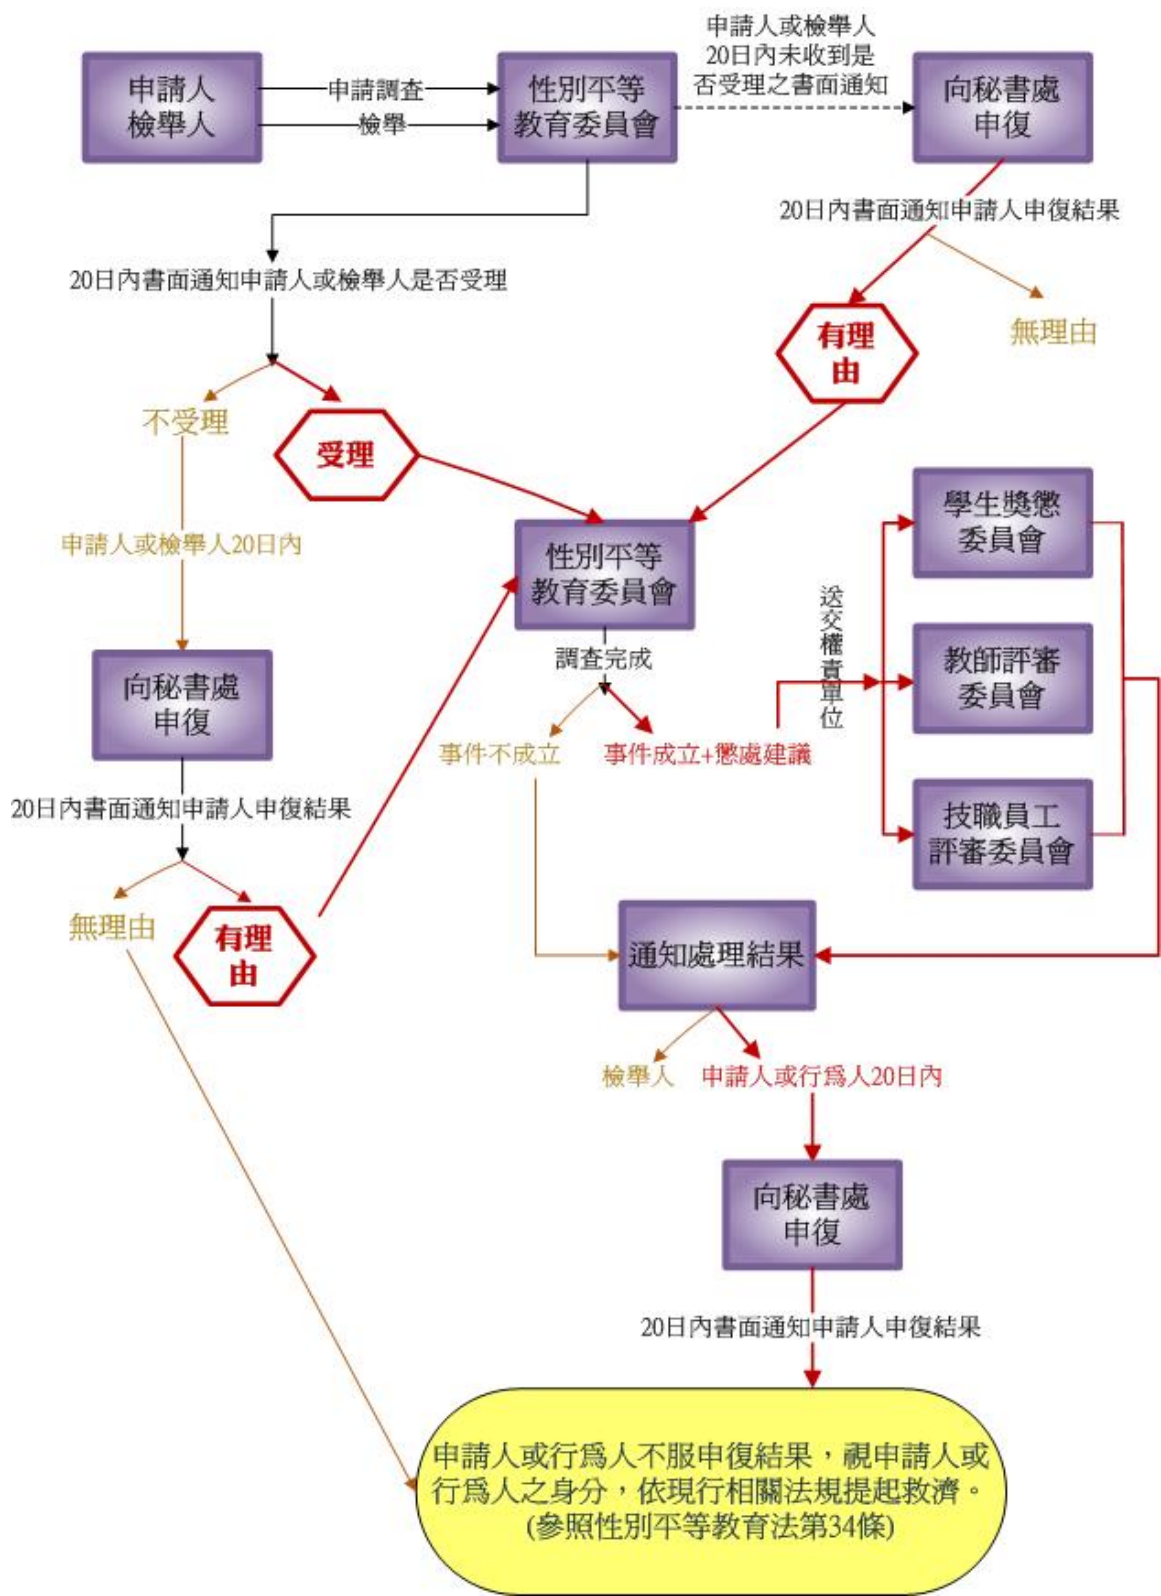 申請人
檢舉人
申請調查
檢舉
性別平等
教育委員會
申請人或檢舉人
20日內未收到是
否受理之書面通知
向秘書處
申復
20日內書面通知申請人申復結果
有理
由
無理由
20日內書面通知申請人或檢舉人是否受理
不受理
受理
申請人或檢舉人20日內
向秘書處
申復
20日內書面通知申請人申復結果
無理由
有理
由
性別平等
教育委員會
調查完成
事件不成立
事件成立+懲處建議
送交權責單位
學生獎懲
委員會
教師評審
委員會
技職員工
評審委員會
通知處理結果
檢舉人
申請人或行爲人20日內
向秘書處
申復
20日內書面通知申請人申復結果
申請人或行爲人不服申復結果，視申請人或
行爲人之身分，依現行相關法規提起救濟。
(參照性別平等教育法第34條)